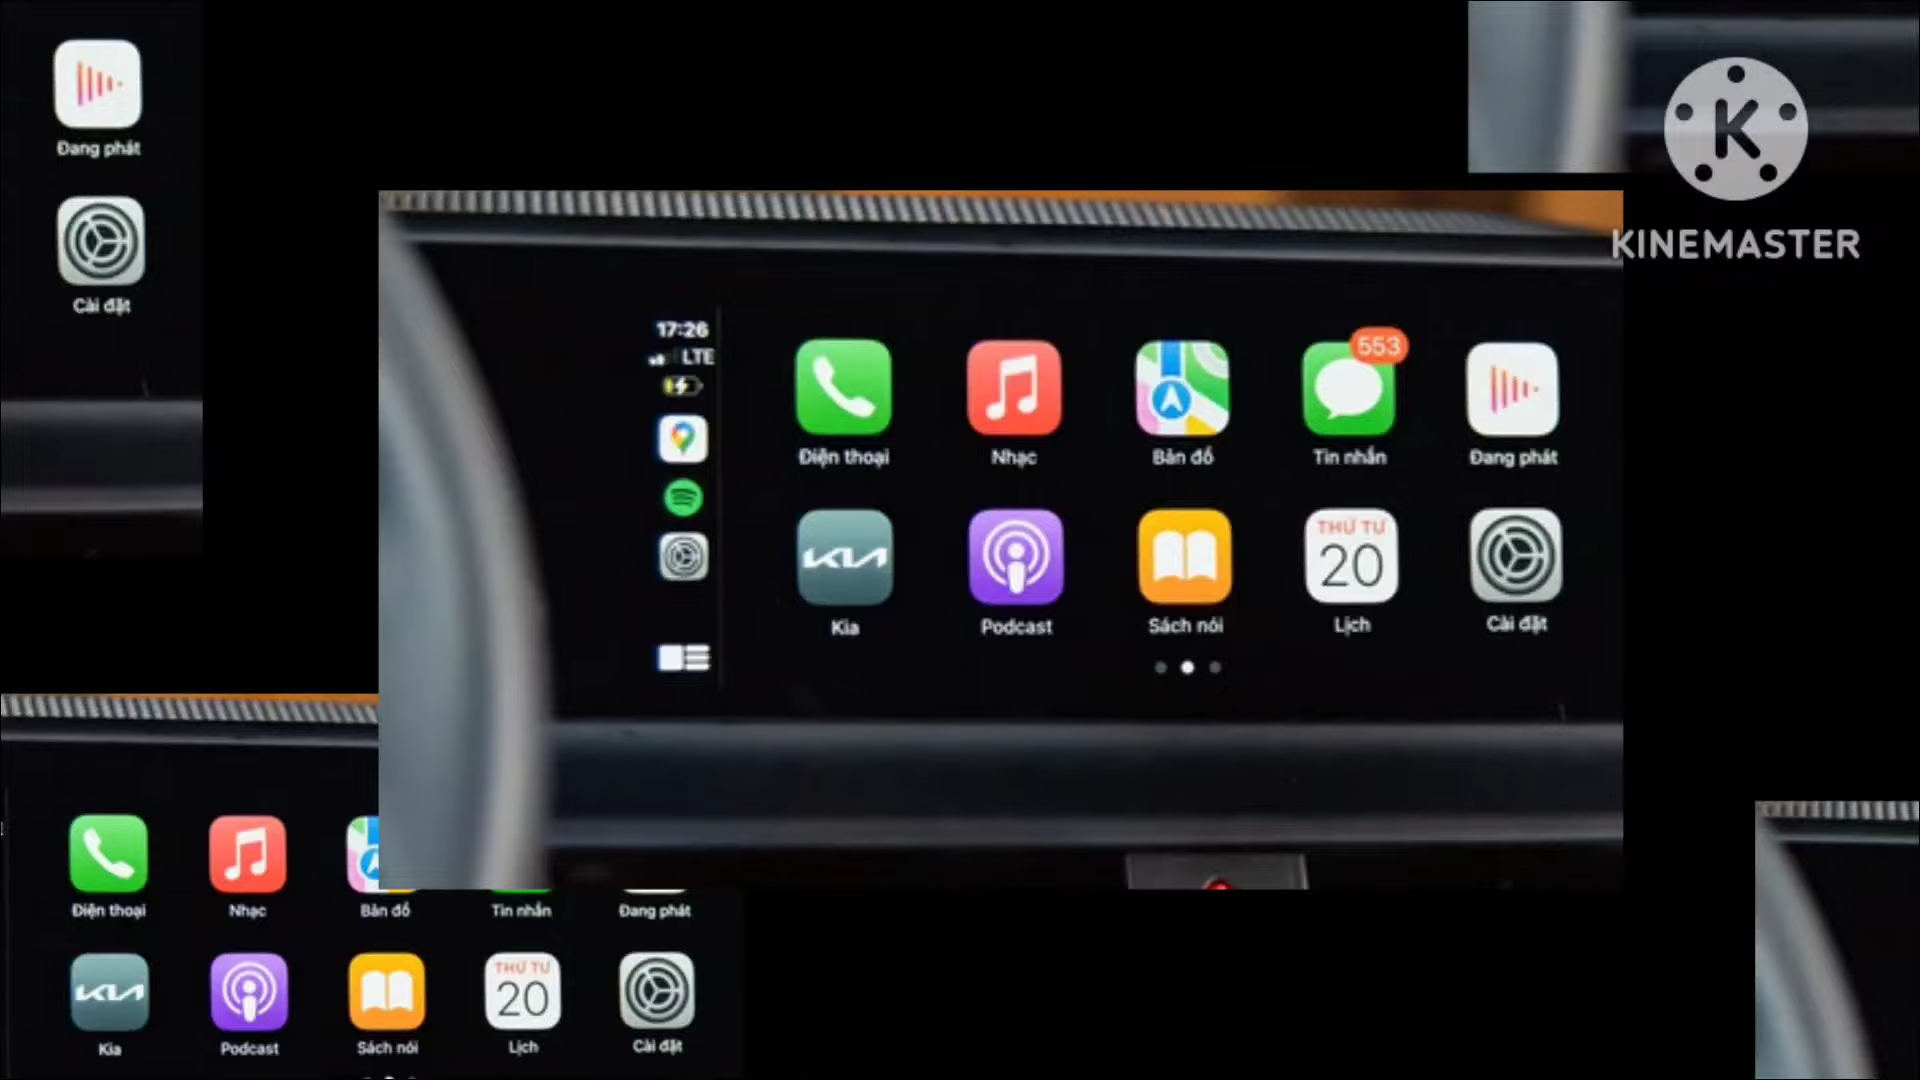 Đang phát
Cài đặt
KINEMASTER
17:26
LTE
553
Điện thoại
Nhạc
Bản đồ
Tin nhắn
Đang phát
KIA
THỨ TƯ
20
Kia
Podcast
Sách nói
Lịch
Cài đặt
Điện thoại
Nhạc
Bản đồ
Tin nhắn
Đang phát
KIA
THỨ TƯ
20
Kia
Podcast
Sách nói
Lịch
Cài đặt